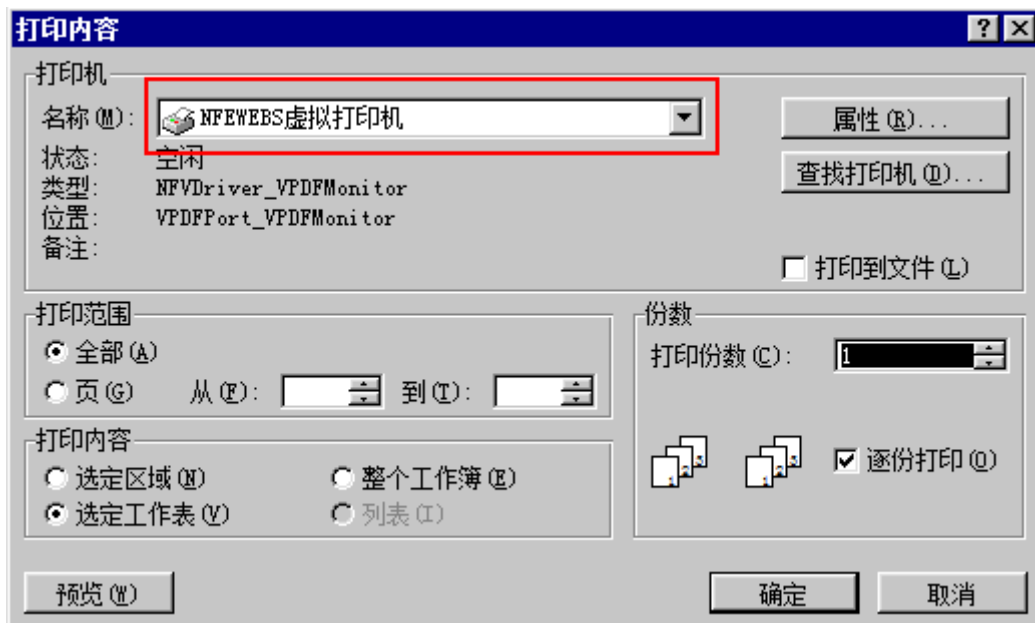 打印内容
打印机
名称(M): NFEWEBS虚拟打印机 属性(R)...
状态: 空闲
查找打印机(D)...
类型: NFVDriver_VPDFMonitor
位置: VPDFPort_VPDFMonitor
备注:
打印到文件(L)
打印范围
全部(A)
页(G) 从(F): 到(T):
份数
打印份数(C): 1
打印内容
选定区域(N) 整个工作簿(E)
选定工作表(V) 列表(I)
逐份打印(O)
预览(W) 确定 取消